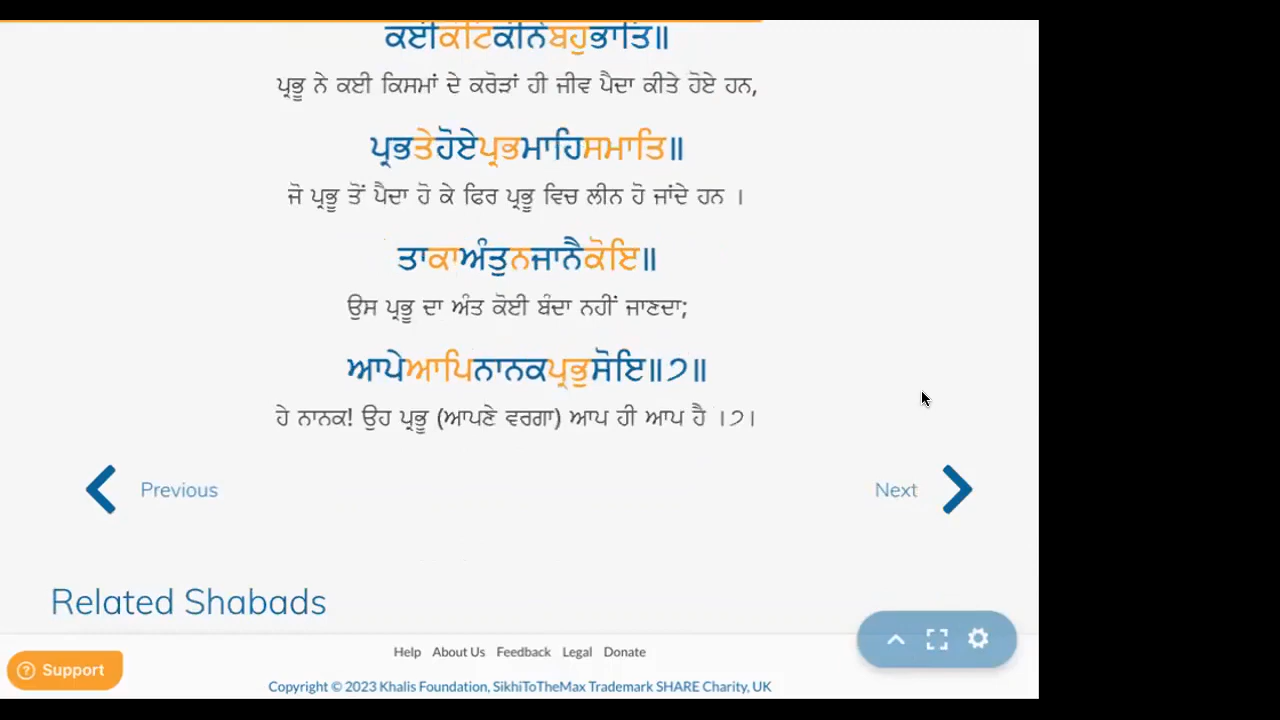 ਕਈਕੋਟਿਕੀਨੇਬਹੁਭਾਤਿ॥
ਪ੍ਰਭੂ ਨੇ ਕਈ ਕਿਸਮਾਂ ਦੇ ਕਰੋੜਾਂ ਹੀ ਜੀਵ ਪੈਦਾ ਕੀਤੇ ਹੋਏ ਹਨ,
ਪ੍ਰਭਤੇਹੋਏਪ੍ਰਭਮਾਹਿਸਮਾਤਿ॥
ਜੋ ਪ੍ਰਭੂ ਤੋਂ ਪੈਦਾ ਹੋ ਕੇ ਫਿਰ ਪ੍ਰਭੂ ਵਿਚ ਲੀਨ ਹੋ ਜਾਂਦੇ ਹਨ ।
ਤਾਕਾਅੰਤੁਨਜਾਨੈਕੋਇ॥
ਉਸ ਪ੍ਰਭੂ ਦਾ ਅੰਤ ਕੋਈ ਬੰਦਾ ਨਹੀਂ ਜਾਣਦਾ;
ਆਪੇਆਪਿਨਾਨਕਪ੍ਰਭੁਸੋਇ॥੭॥
ਹੇ ਨਾਨਕ! ਉਹ ਪ੍ਰਭੂ (ਆਪਣੇ ਵਰਗਾ) ਆਪ ਹੀ ਆਪ ਹੈ ।੭।
Previous
Next
Related Shabads
Help About Us Feedback Legal Donate
Support
Copyright © 2023 Khalis Foundation, SikhiToTheMax Trademark SHARE Charity, UK